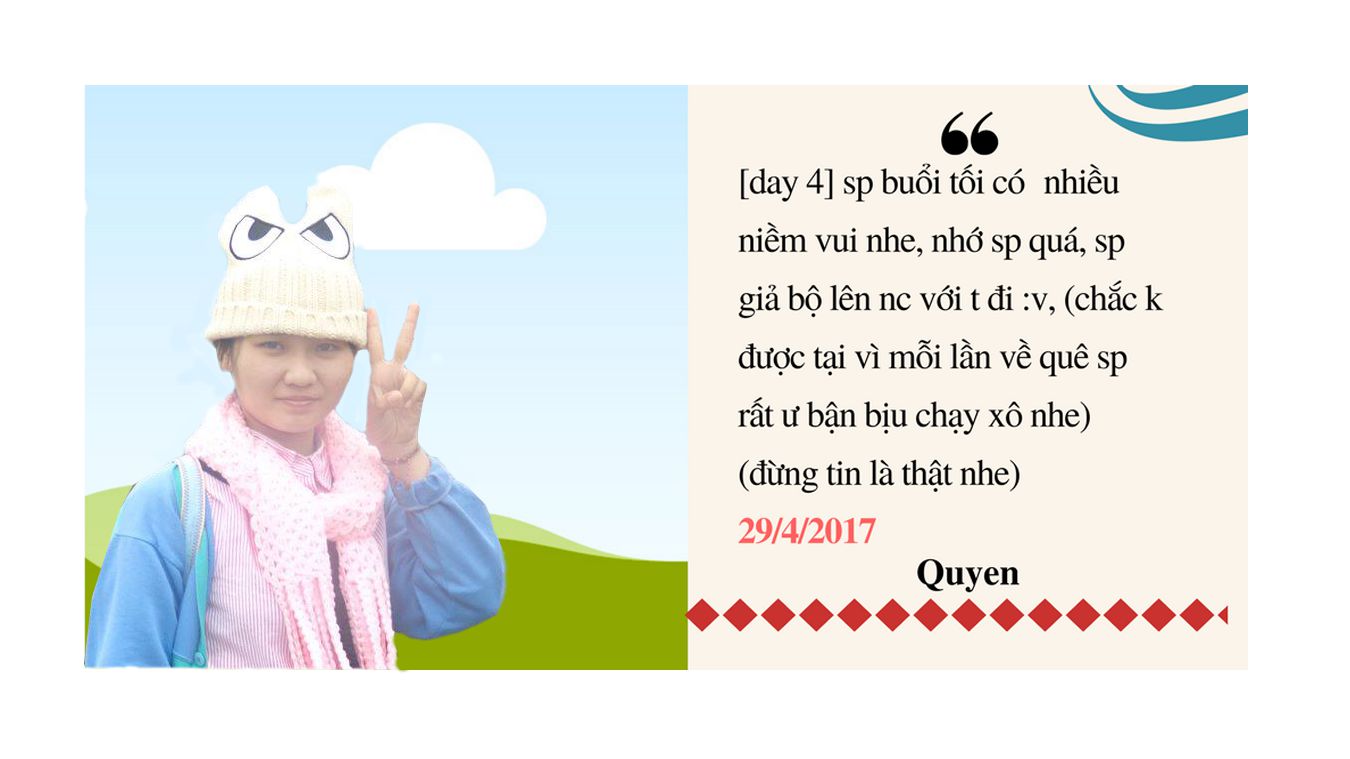 [day 4] sp buổi tối có nhiều
niềm vui nhe, nhớ sp quá, sp
giả bộ lên nc với t đi :v, (chắc k
được tại vì mỗi lần về quê sp
rất ư bận bịu chạy xô nhe)
(đừng tin là thật nhe)
29/4/2017
Quyen